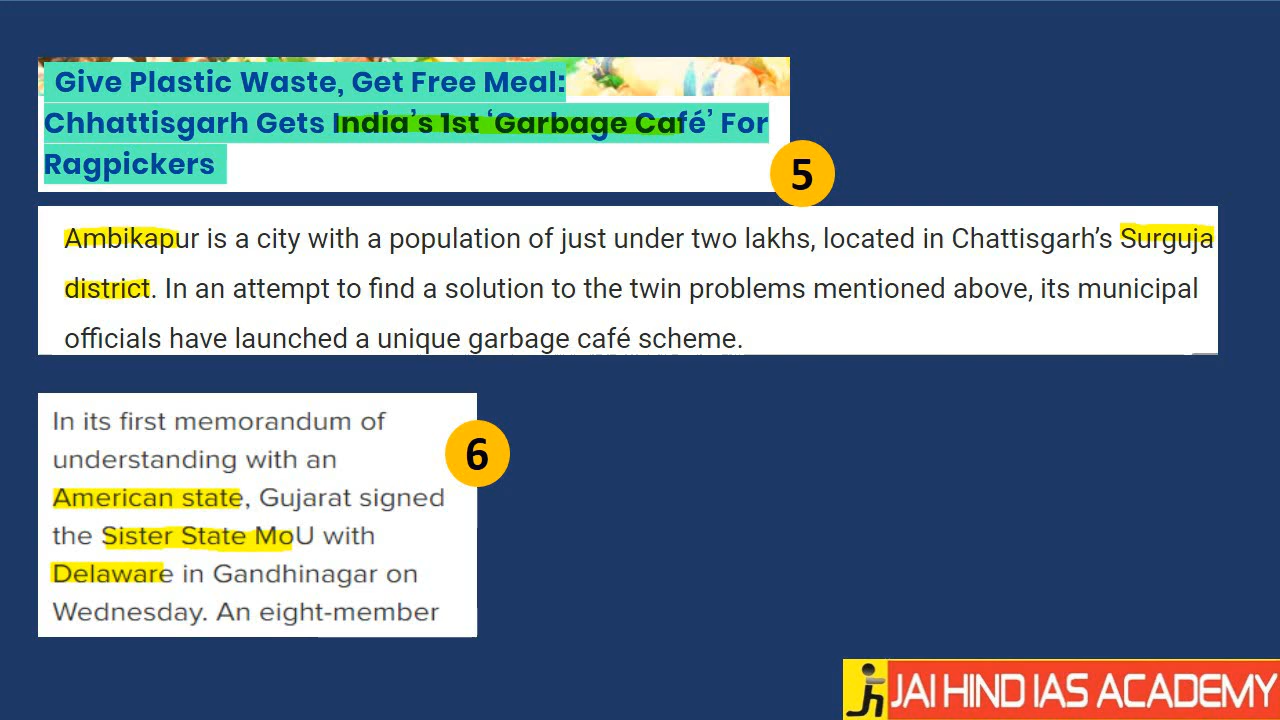 Give Plastic Waste, Get Free Meal:
Chhattisgarh Gets India’s 1st ‘Garbage Café’ For
Ragpickers
5
Ambikapur is a city with a population of just under two lakhs, located in Chattisgarh’s Surguja
district. In an attempt to find a solution to the twin problems mentioned above, its municipal
officials have launched a unique garbage café scheme.
6
In its first memorandum of
understanding with an
American state, Gujarat signed
the Sister State MoU with
Delaware in Gandhinagar on
Wednesday. An eight-member
JAI HIND IAS ACADEMY